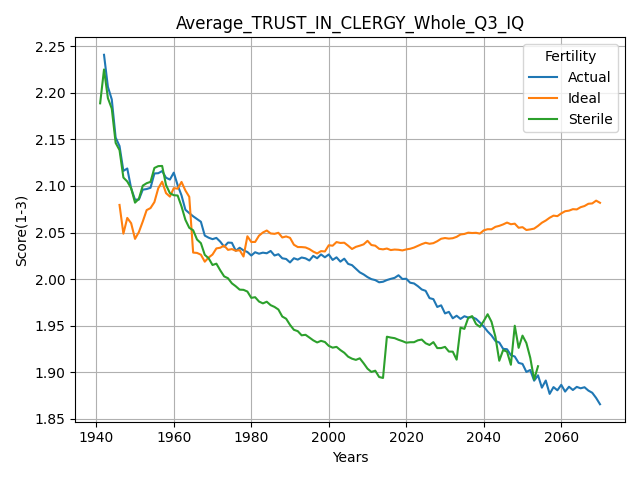 Average_TRUST_IN_CLERGY_Whole_Q3_IQ
Fertility
Actual
Ideal
Sterile
Score(1-3)
2.25
2.20
2.15
2.10
2.05
2.00
1.95
1.90
1.85
1940
1960
1980
2000
2020
2040
2060
Years